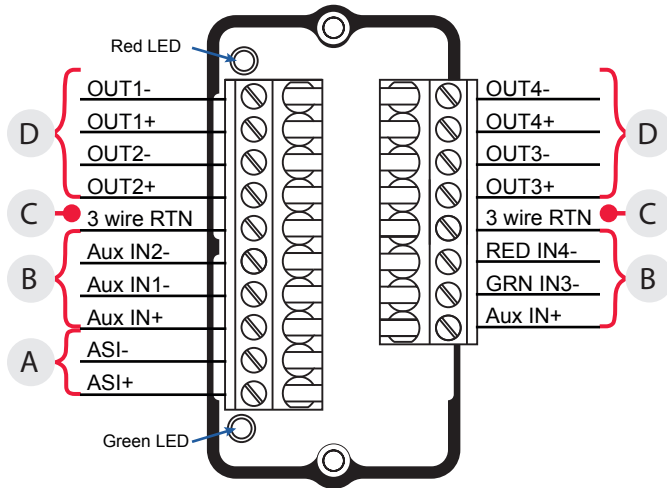 Red LED
OUT1-
OUT1+
OUT2-
OUT2+
3 wire RTN
Aux IN2-
Aux IN1-
Aux IN+
ASI-
ASI+
D
C
B
A
Green LED
OUT4-
OUT4+
OUT3-
OUT3+
3 wire RTN
RED IN4-
GRN IN3-
Aux IN+
D
C
B